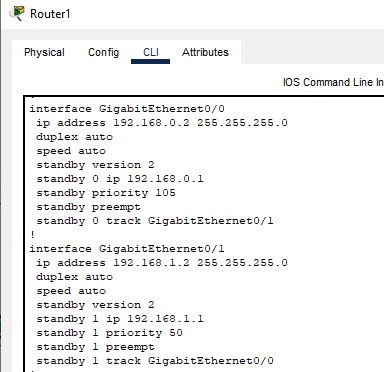 Router1
Physical Config CLI Attributes
IOS Command Line In
interface GigabitEthernet0/0
ip address 192.168.0.2 255.255.255.0
duplex auto
speed auto
standby version 2
standby 0 ip 192.168.0.1
standby priority 105
standby preempt
standby 0 track GigabitEthernet0/1
!
interface GigabitEthernet0/1
ip address 192.168.1.2 255.255.255.0
duplex auto
speed auto
standby version 2
standby 1 ip 192.168.1.1
standby 1 priority 50
standby 1 preempt
standby 1 track GigabitEthernet0/0